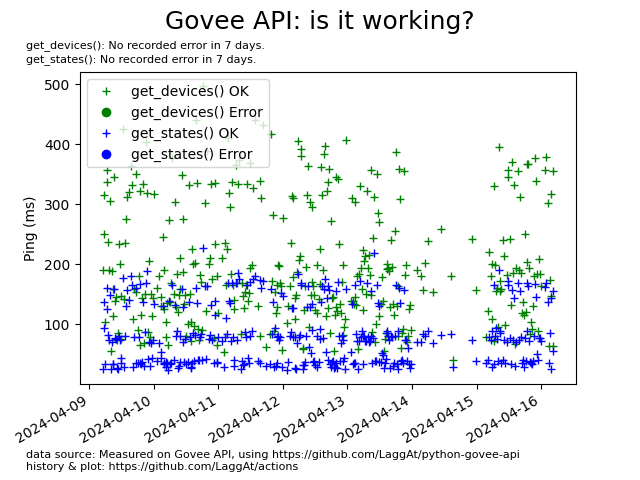 Govee API: is it working?
get_devices(): No recorded error in 7 days.
get_states(): No recorded error in 7 days.
get_devices() OK
get_devices() Error
get_states() OK
get_states() Error
Ping (ms)
500
400
300
200
100
2024-04-09
2024-04-10
2024-04-11
2024-04-12
2024-04-13
2024-04-14
2024-04-15
2024-04-16
data source: Measured on Govee API, using https://github.com/LaggAt/python-govee-api
history & plot: https://github.com/LaggAt/actions